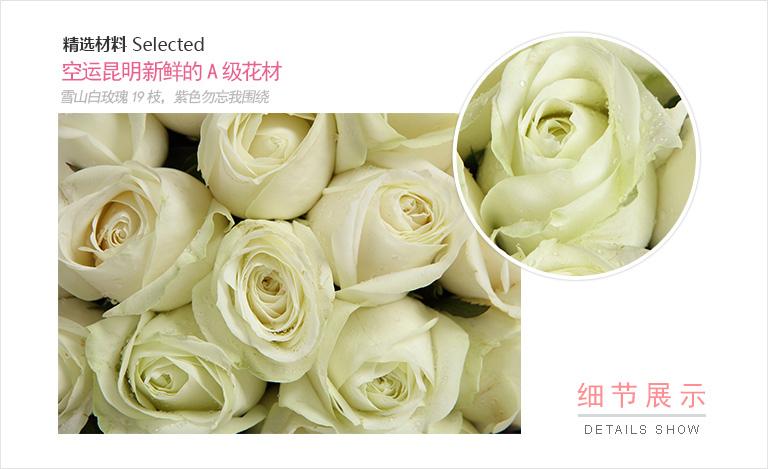 精选材料 Selected
空运昆明新鲜的 A 级花材
雪山白玫瑰 19 枝，紫色勿忘我围绕
细节展示
DETAILS SHOW